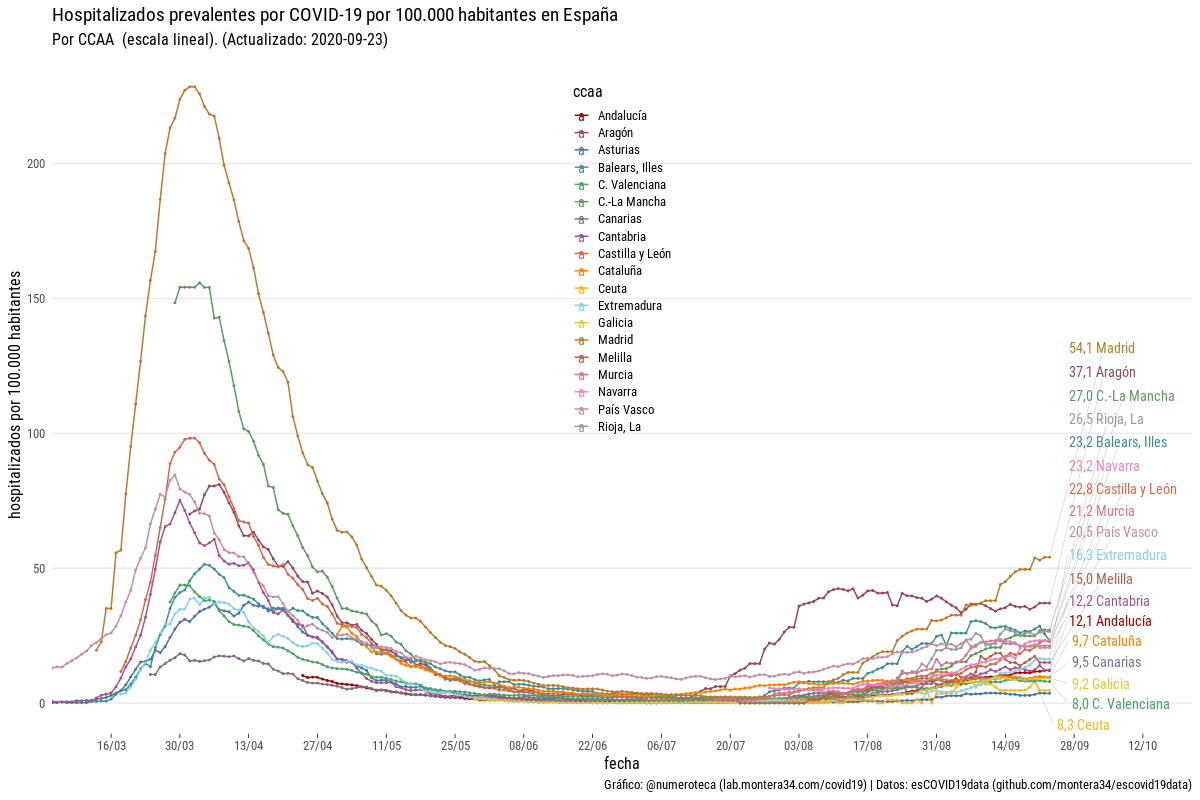 Hospitalizados prevalentes por COVID-19 por 100.000 habitantes en España
Por CCAA (escala lineal). (Actualizado: 2020-09-23)
hospitalizados por 100.000 habitantes
200
150
100
50
0
ccaa
Andalucía
Aragón
Asturias
Balears, Illes
C. Valenciana
C.-La Mancha
Canarias
Cantabria
Castilla y León
Cataluña
Ceuta
Extremadura
Galicia
Madrid
Melilla
Murcia
Navarra
País Vasco
Rioja, La
54,1 Madrid
37,1 Aragón
27,0 C.-La Mancha
26,5 Rioja, La
23,2 Balears, Illes
23,2 Navarra
22,8 Castilla y León
21,2 Murcia
20,5 País Vasco
16,3 Extremadura
15,0 Melilla
12,2 Cantabria
12,1 Andalucía
9,7 Cataluña
9,5 Canarias
9,2 Galicia
8,0 C. Valenciana
8,3 Ceuta
16/03 30/03 13/04 27/04 11/05 25/05 08/06 22/06 06/07 20/07 03/08 17/08 31/08 14/09 28/09 12/10
fecha
Gráfico: @numeroteca (lab.montera34.com/covid19) | Datos: esCOVID19data (github.com/montera34/escovid19data)